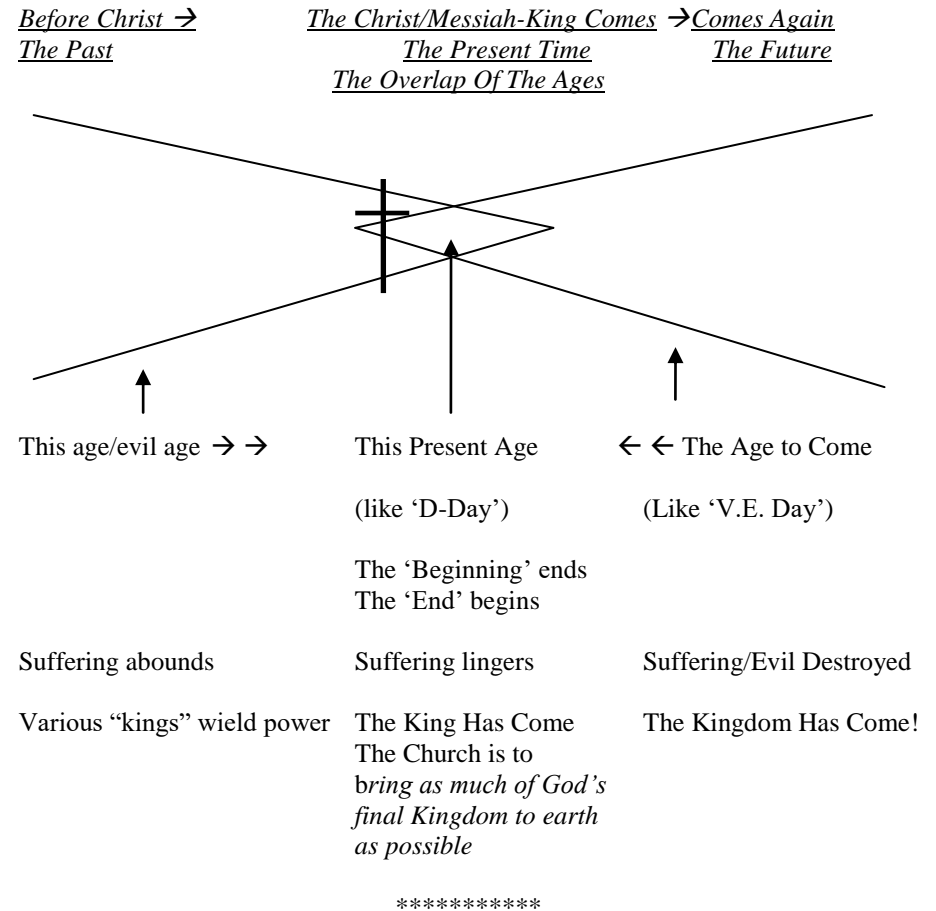 Before Christ → The Christ/Messiah-King Comes → Comes Again
The Past The Present Time The Future
The Overlap Of The Ages
This age/evil age → → This Present Age ← ← The Age to Come
(like ‘D-Day’) (Like ‘V.E. Day’)
The ‘Beginning’ ends
The ‘End’ begins
Suffering abounds Suffering lingers Suffering/Evil Destroyed
Various “kings” wield power The King Has Come The Kingdom Has Come!
The Church is to
bring as much of God’s
final Kingdom to earth
as possible
***********